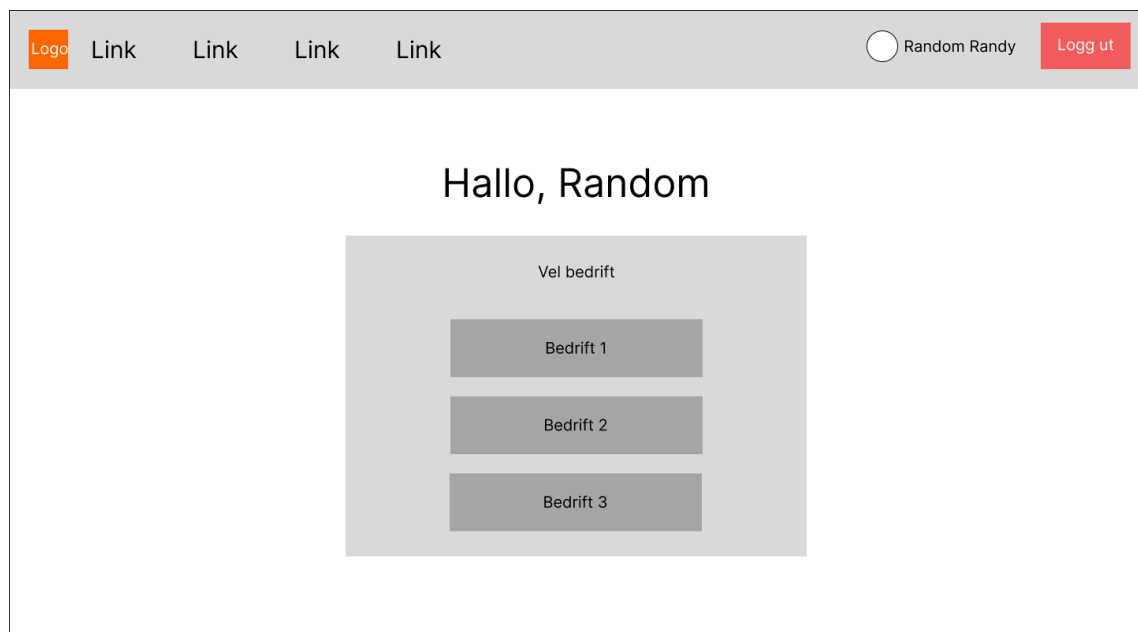 Logo Link Link Link Link Random Randy Logg ut
Hallo, Random
Vel bedrift
Bedrift 1
Bedrift 2
Bedrift 3